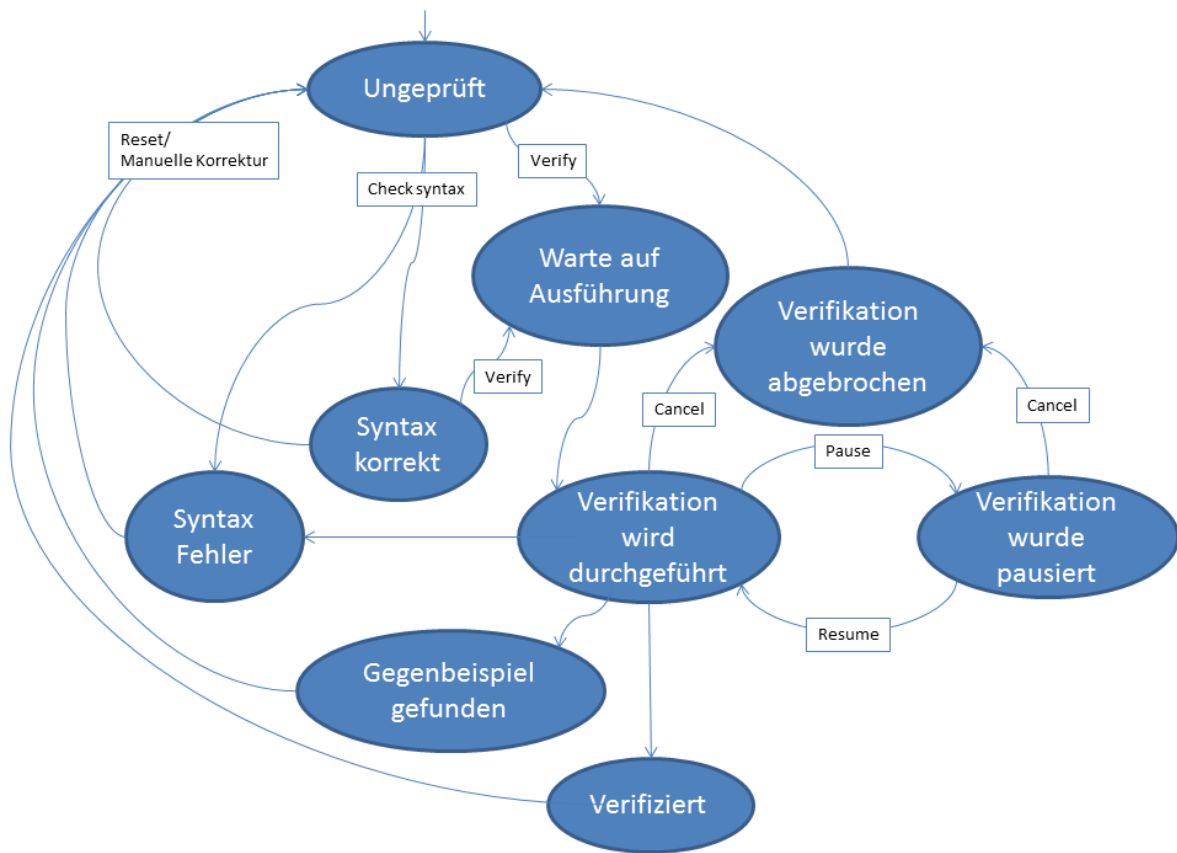 Ungeprüft
Reset/
Manuelle Korrektur
Verify
Check syntax
Warte auf
Ausführung
Verifikation
wurde
abgebrochen
Verify
Cancel
Cancel
Syntax
korrekt
Pause
Syntax
Fehler
Verifikation
wird
durchgeführt
Verifikation
wurde
pausiert
Resume
Gegenbeispiel
gefunden
Verifiziert